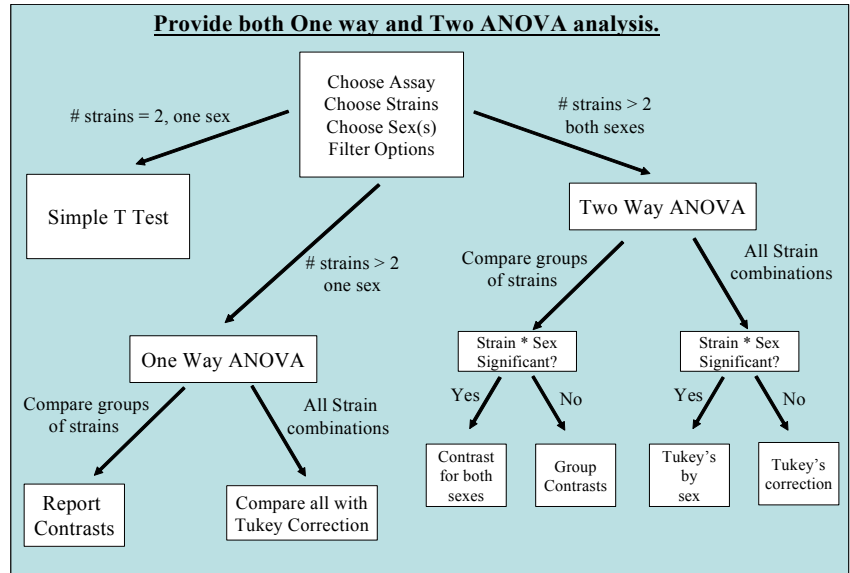 Provide both One way and Two ANOVA analysis.
Choose Assay
Choose Strains
Choose Sex(s)
Filter Options
# strains = 2, one sex
# strains > 2
both sexes
Simple T Test
# strains > 2
one sex
Two Way ANOVA
Compare groups
of strains
All Strain
combinations
One Way ANOVA
Strain * Sex
Significant?
Strain * Sex
Significant?
Compare groups
of strains
All Strain
combinations
Yes
No
Yes
No
Report
Contrasts
Compare all with
Tukey Correction
Contrast
for both
sexes
Group
Contrasts
Tukey's
by
sex
Tukey's
correction